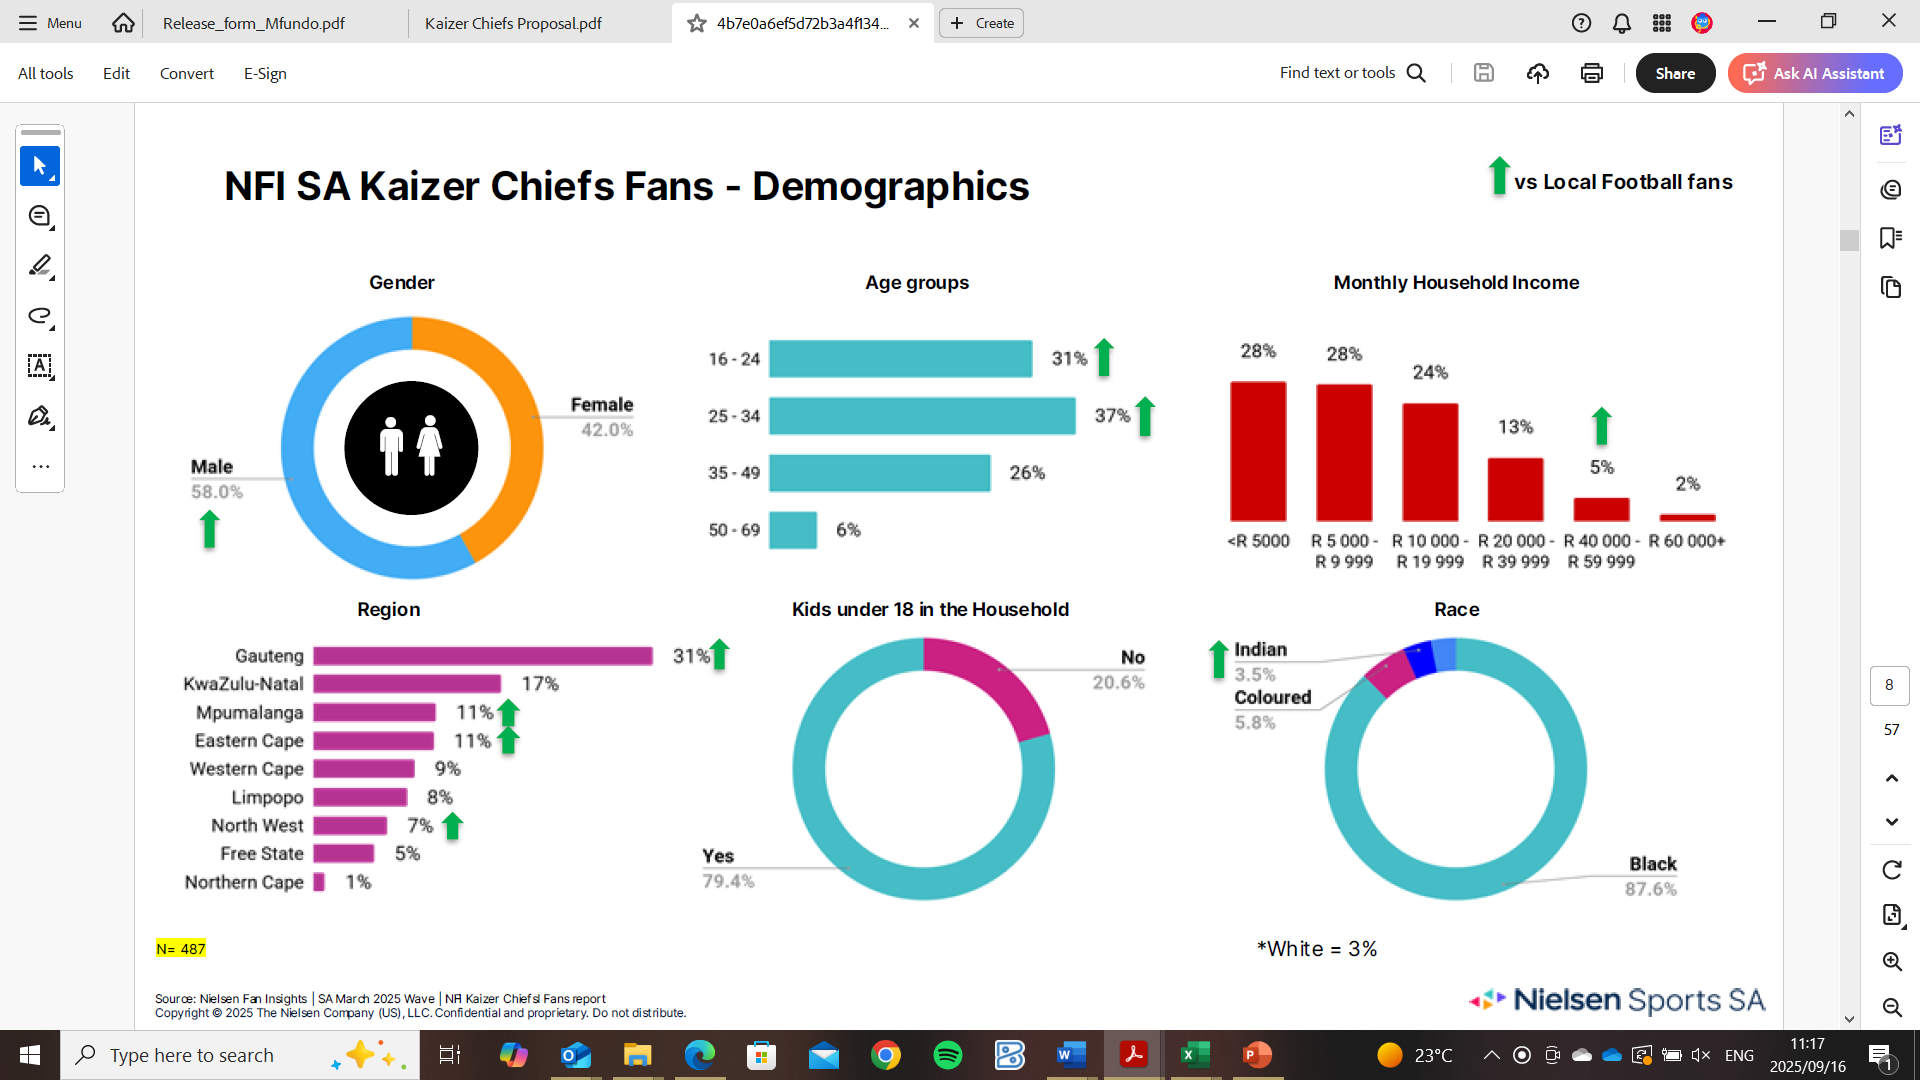 Menu
Release_form_Mfundo.pdf
Kaizer Chiefs Proposal.pdf
4b7e0a6ef5d72b3a4f134...
Create
All tools
Edit
Convert
E-Sign
Find text or tools
Share
Ask AI Assistant
NFI SA Kaizer Chiefs Fans - Demographics
vs Local Football fans
Gender
Female
42.0%
Male
58.0%
Age groups
16 - 24 31%
25 - 34 37%
35 - 49 26%
50 - 69 6%
Monthly Household Income
28% 28% 24% 13% 5% 2%
<R 5000 R 5 000 - R 10 000 - R 20 000 - R 40 000 - R 60 000+
R 9 999 R 19 999 R 39 999 R 59 999
Region
Gauteng 31%
KwaZulu-Natal 17%
Mpumalanga 11%
Eastern Cape 11%
Western Cape 9%
Limpopo 8%
North West 7%
Free State 5%
Northern Cape 1%
Kids under 18 in the Household
No
20.6%
Yes
79.4%
Race
Indian
3.5%
Coloured
5.8%
Black
87.6%
N= 487
*White = 3%
Source: Nielsen Fan Insights | SA March 2025 Wave | NFI Kaizer Chiefsl Fans report
Copyright © 2025 The Nielsen Company (US), LLC. Confidential and proprietary. Do not distribute.
Nielsen Sports SA
8
57
Type here to search
23°C
ENG
11:17
2025/09/16
1